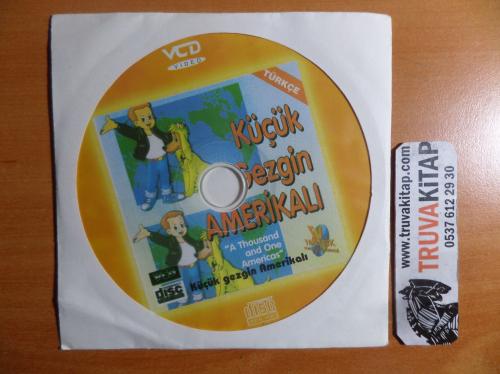 VCD
VIDEO
TÜRKÇE
Küçük
Gezgin
AMERİKALI
"A Thousand
and One
Americas"
Küçük gezgin Amerikalı
disc
www.truvakitap.com
TRUVAKİTAP
0537 612 29 30